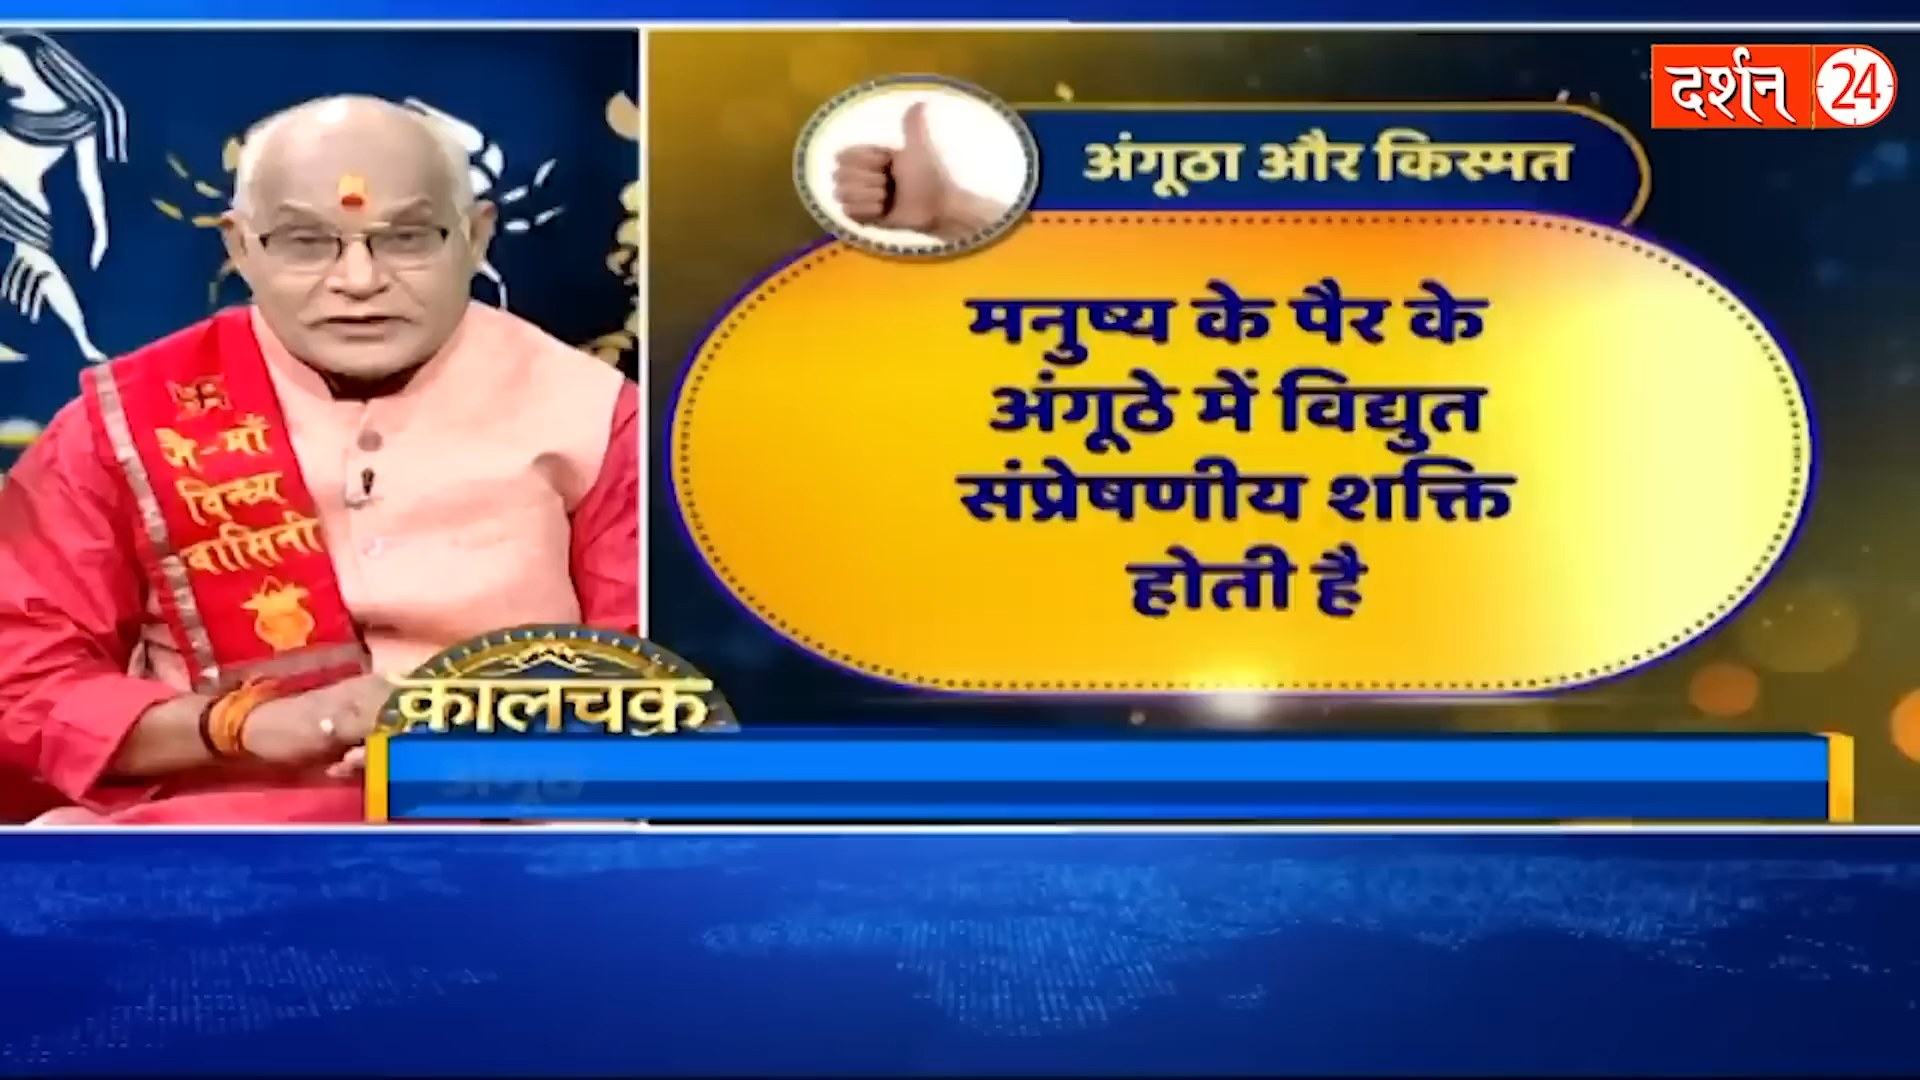 दर्शन 24
अंगूठा और किस्मत
मनुष्य के पैर के
अंगूठे में विद्युत
संप्रेषणीय शक्ति
होती है
जै-माँ
विन्ध्य
वासिनी
कालचक्र